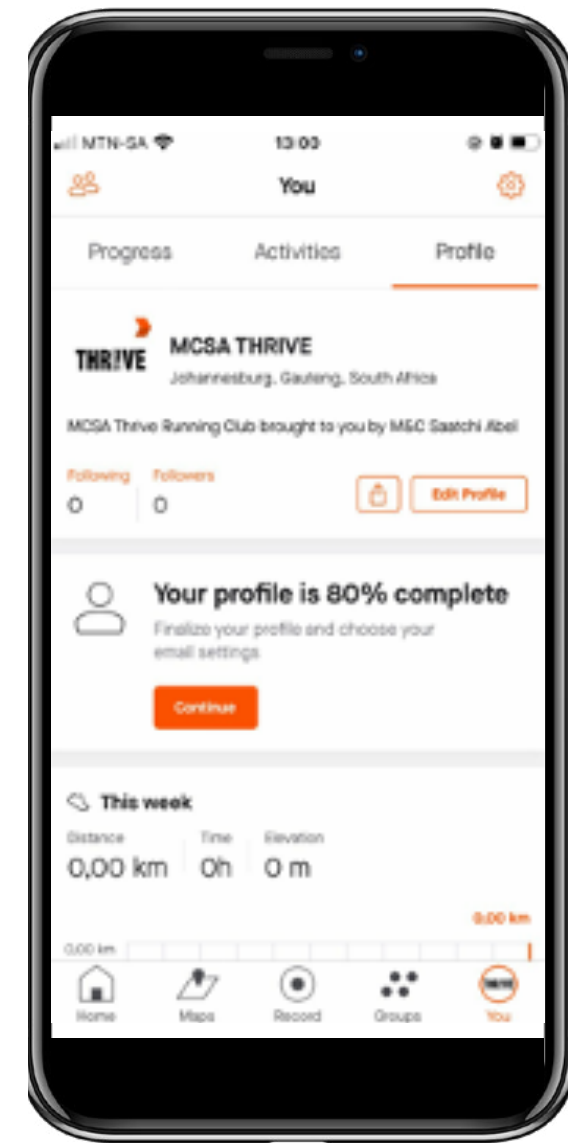 MTN-SA 13:03
You
Progress Activities Profile
THR!VE
MCSA THRIVE
Johannesburg, Gauteng, South Africa
MCSA Thrive Running Club brought to you by M&C Saatchi Abel
Following Followers
0 0
Edit Profile
Your profile is 80% complete
Finalize your profile and choose your
email settings
Continue
This week
Distance Time Elevation
0,00 km 0h 0 m
0,00 km
0,00 km
Home Maps Record Groups You